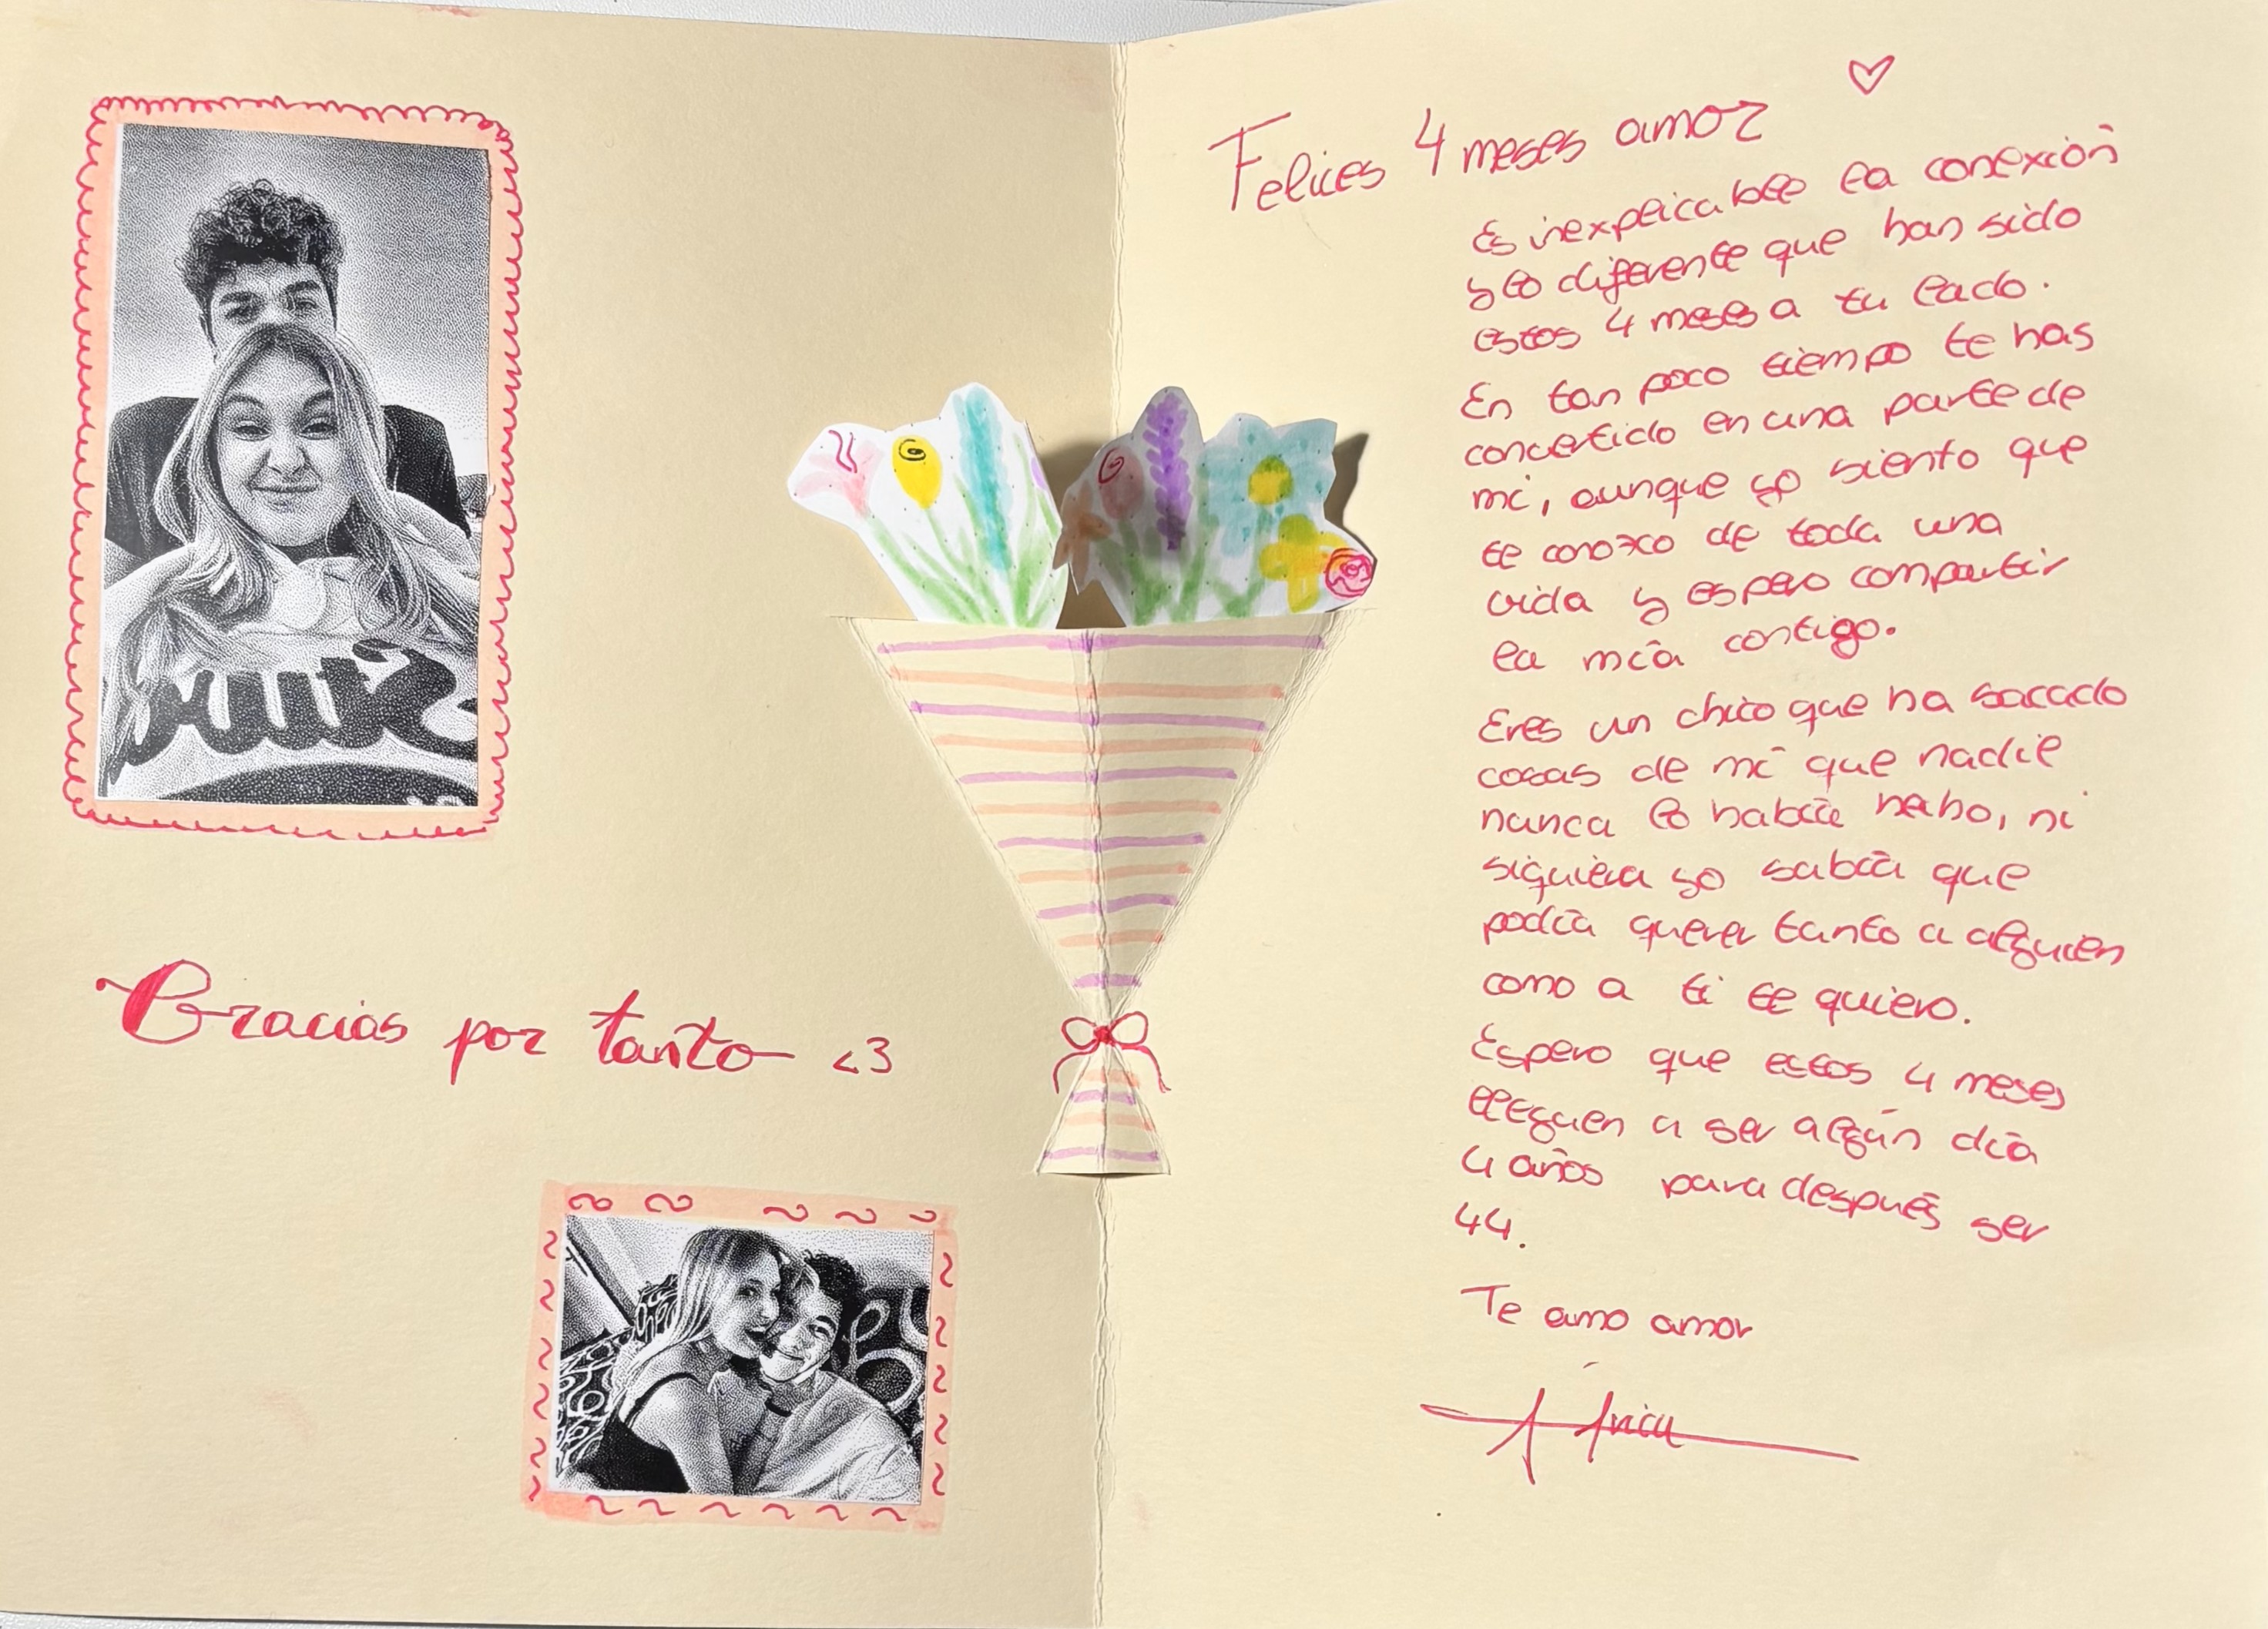 Gracias por tanto <3
Felices 4 meses amor ♡
Es inexplicable la conexión
y lo diferente que han sido
estos 4 meses a tu lado.
En tan poco tiempo te has
convertido en una parte de
mí, aunque yo siento que
te conozco de toda una
vida y espero compartir
la mía contigo.
Eres un chico que ha sacado
cosas de mí que nadie
nunca lo había hecho, ni
siquiera yo sabía que
podía querer tanto a alguien
como a ti te quiero.
Espero que estos 4 meses
lleguen a ser algún día
4 años para después ser
44.
Te amo amor